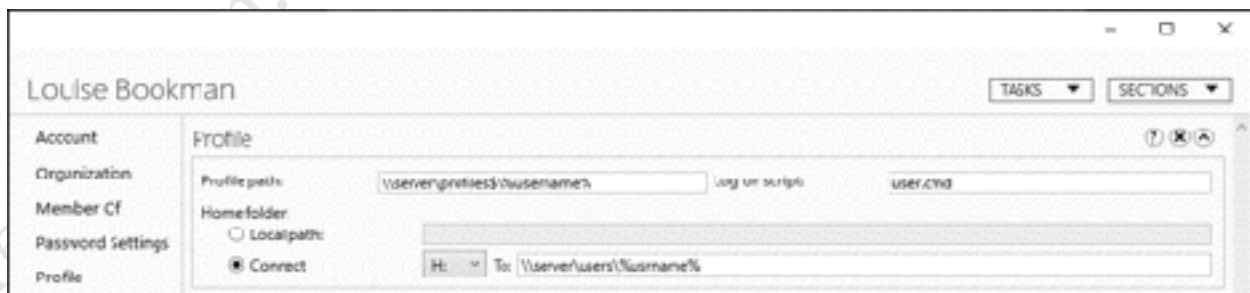 Louise Bookman
TASKS SECTIONS
Account Profile
Organization Profile path: \\server\profiles$\%username% Log on script: user.cmd
Member Of Home folder
Local path:
Password Settings
Connect H: To: \\server\users\%usrname%
Profile